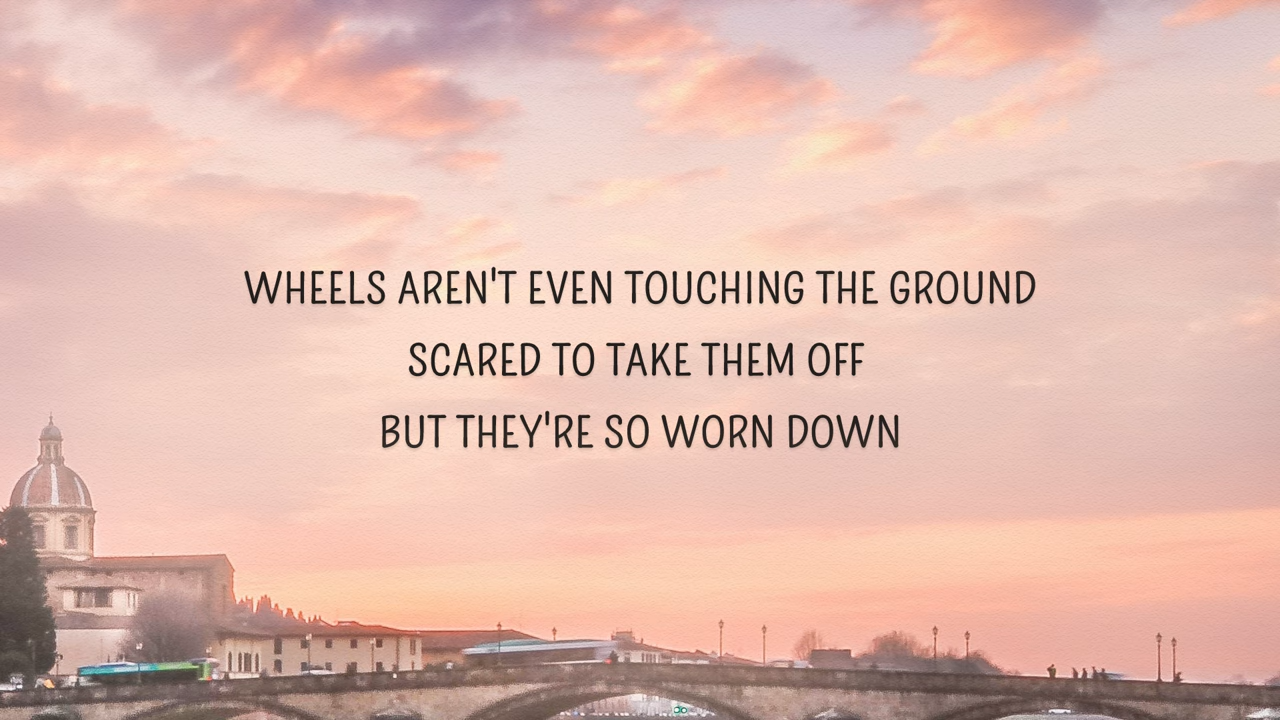 WHEELS AREN'T EVEN TOUCHING THE GROUND
SCARED TO TAKE THEM OFF
BUT THEY'RE SO WORN DOWN